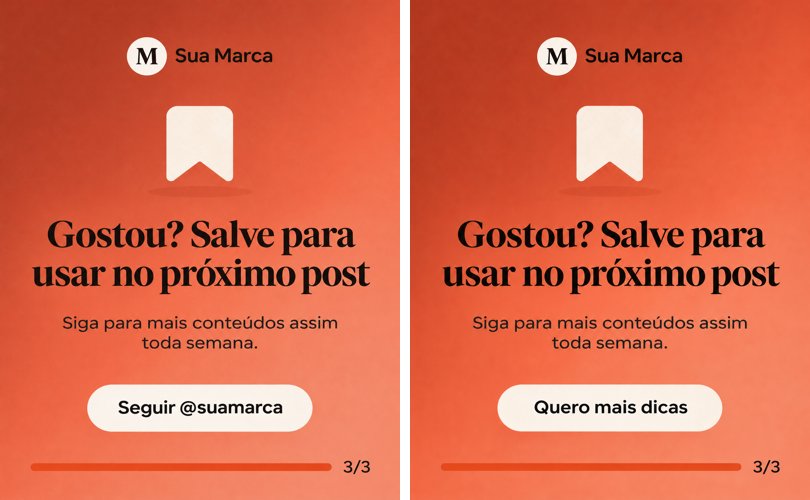 M Sua Marca
Gostou? Salve para
usar no próximo post
Siga para mais conteúdos assim
toda semana.
Seguir @suamarca
3/3
M Sua Marca
Gostou? Salve para
usar no próximo post
Siga para mais conteúdos assim
toda semana.
Quero mais dicas
3/3